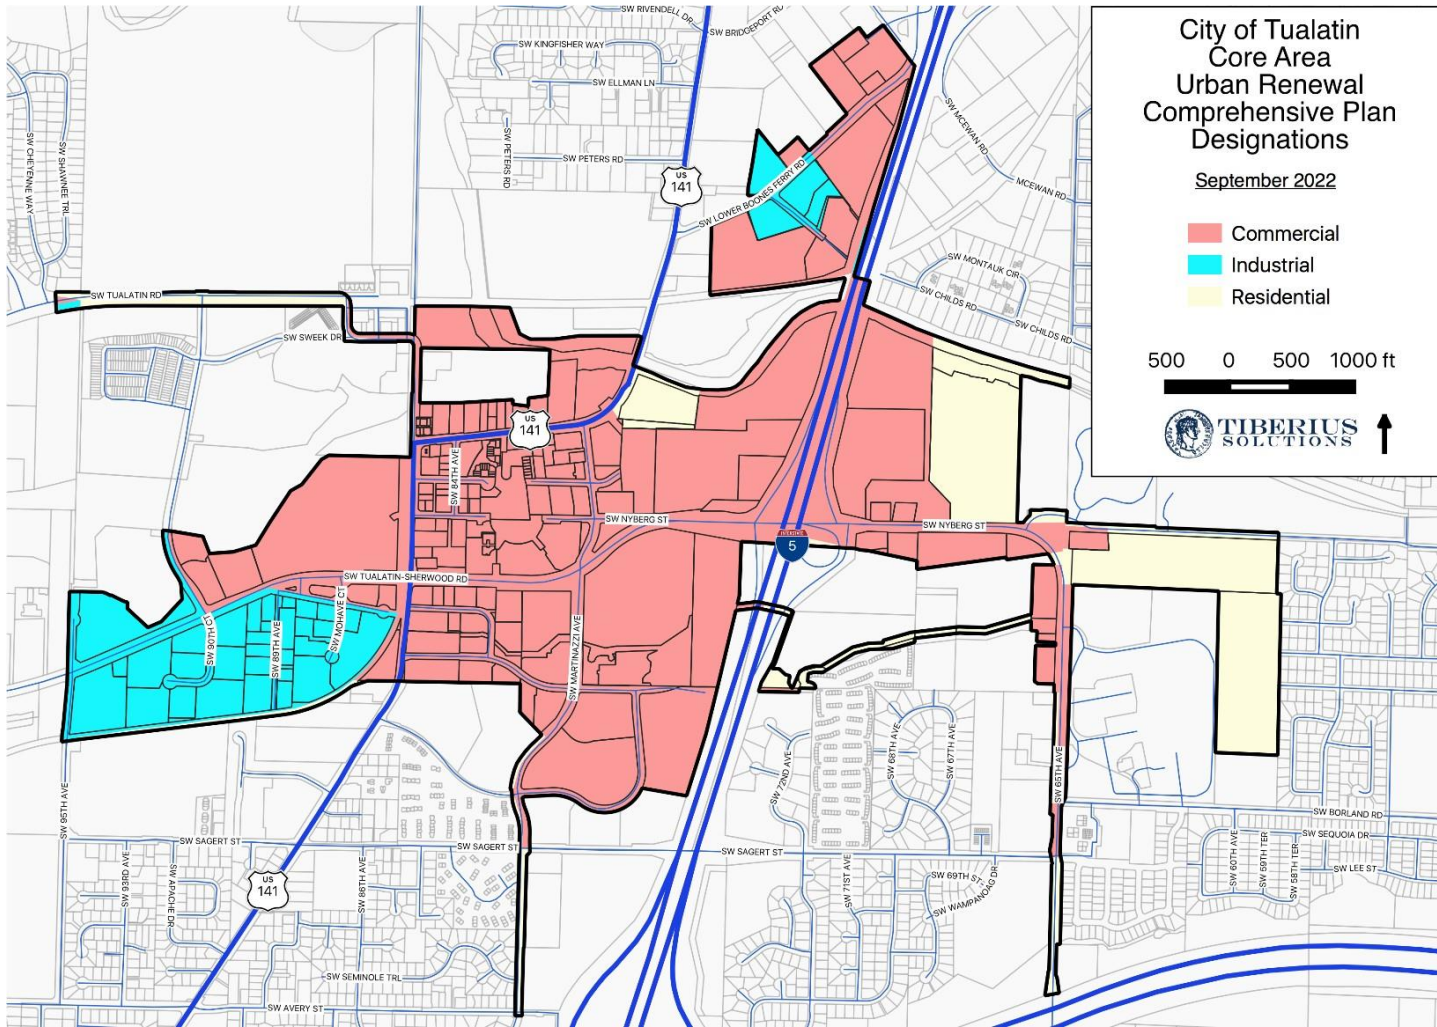 City of Tualatin
Core Area
Urban Renewal
Comprehensive Plan
Designations
September 2022
Commercial
Industrial
Residential
500 0 500 1000 ft
TIBERIUS
SOLUTIONS
SW RIVENDELL DR
SW BRIDGEPORT RD
SW KINGFISHER WAY
SW ELLMAN LN
SW PETERS RD
SW PETERS RD
SW CHEYENNE WAY
SW SHAWNEE TRL
US
141
SW LOWER BOONES FERRY RD
SW MCEWAN RD
MCEWAN RD
SW MONTAUK CIR
SW CHILDS RD
SW CHILDS RD
SW TUALATIN RD
SW SWEEK DR
US
141
SW 84TH AVE
SW NYBERG ST
SW NYBERG ST
INTERSTATE
5
SW TUALATIN-SHERWOOD RD
SW 90TH CT
SW 89TH AVE
SW MOHAVE CT
SW MARTINAZZI AVE
SW 72ND AVE
SW 68TH AVE
SW 67TH AVE
SW 65TH AVE
SW 95TH AVE
SW SAGERT ST
SW SAGERT ST
SW SAGERT ST
SW BORLAND RD
SW SEQUOIA DR
SW LEE ST
SW 60TH AVE
SW 59TH TER
SW 58TH TER
SW 93RD AVE
SW APACHE DR
US
141
SW 86TH AVE
SW 71ST AVE
SW 69TH ST
SW WAMPANOAG DR
SW SEMINOLE TRL
SW AVERY ST